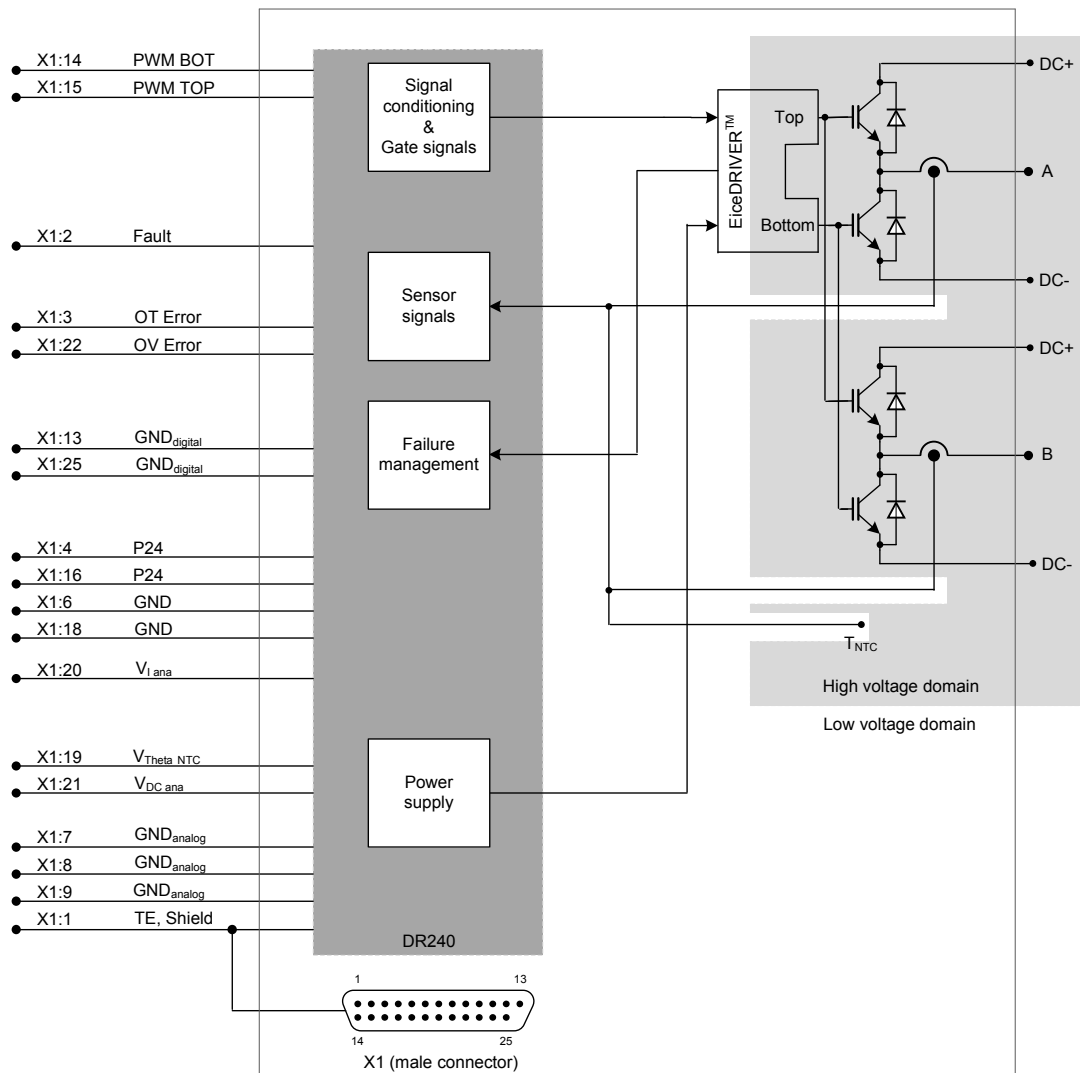 X1:14 PWM BOT
X1:15 PWM TOP
X1:2 Fault
X1:3 OT Error
X1:22 OV Error
X1:13 GNDdigital
X1:25 GNDdigital
X1:4 P24
X1:16 P24
X1:6 GND
X1:18 GND
X1:20 VI ana
X1:19 VTheta NTC
X1:21 VDC ana
X1:7 GNDanalog
X1:8 GNDanalog
X1:9 GNDanalog
X1:1 TE, Shield
Signal
conditioning
&
Gate signals
Sensor
signals
Failure
management
Power
supply
DR240
1 13
14 25
X1 (male connector)
EiceDRIVER™
Top
Bottom
DC+
A
DC-
DC+
B
DC-
TNTC
High voltage domain
Low voltage domain